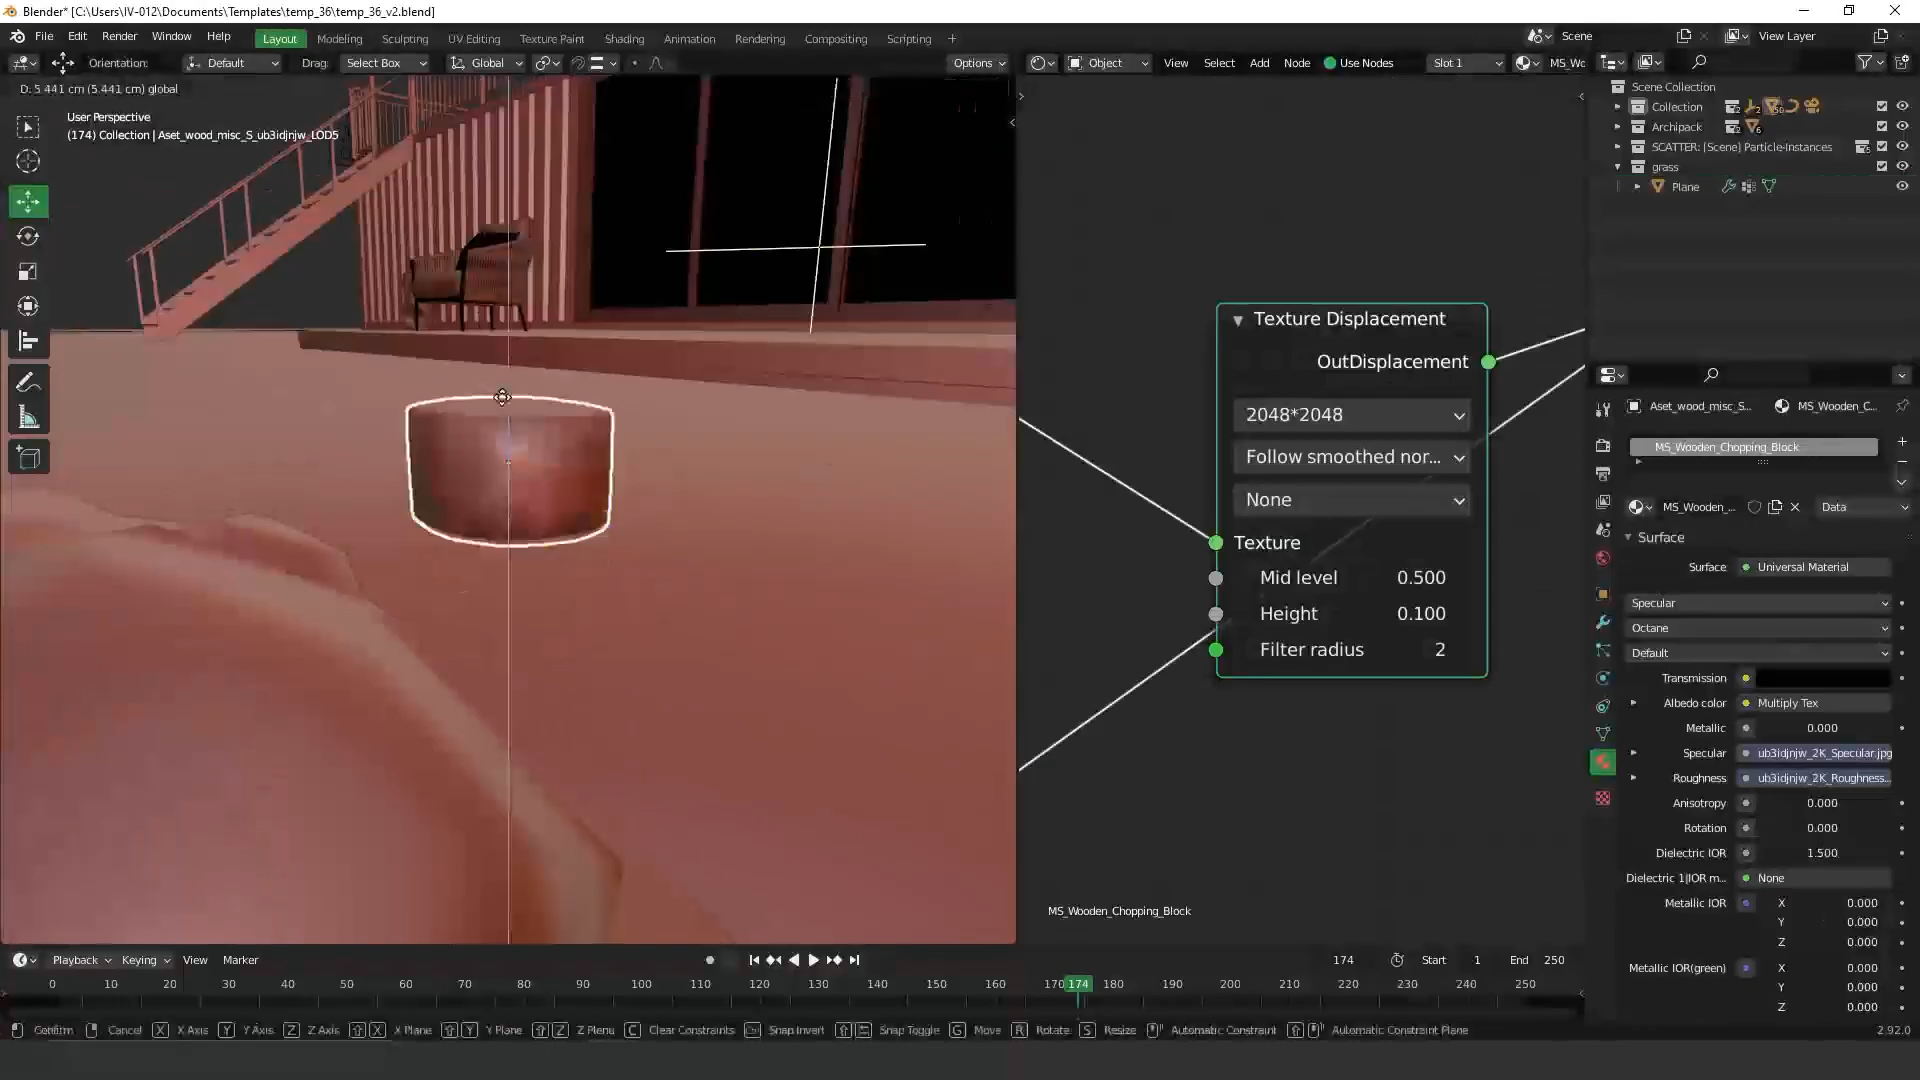 Blender* [C:\Users\IV-012\Documents\Templates\temp_36\temp_36_v2.blend]
File Edit Render Window Help Layout Modeling Sculpting UV Editing Texture Paint Shading Animation Rendering Compositing Scripting + Scene View Layer
Orientation: Default Drag: Select Box Global Options Object View Select Add Node Use Nodes Slot 1 MS_Wo
D: 5.441 cm (5.441 cm) global
User Perspective
(174) Collection | Aset_wood_misc_S_ub3idjnjw_LOD5
Scene Collection
Collection
Archipack
SCATTER: [Scene] Particle-Instances
grass
Plane
Texture Displacement
OutDisplacement
2048*2048
Follow smoothed nor...
None
Texture
Mid level 0.500
Height 0.100
Filter radius 2
MS_Wooden_Chopping_Block
Aset_wood_misc_S... MS_Wooden_C...
MS_Wooden_Chopping_Block
MS_Wooden_... Data
Surface
Surface Universal Material
Specular
Octane
Default
Transmission
Albedo color Multiply Tex
Metallic 0.000
Specular ub3idjnjw_2K_Specular.jpg
Roughness ub3idjnjw_2K_Roughness...
Anisotropy 0.000
Rotation 0.000
Dielectric IOR 1.500
Dielectric 1|IOR m... None
Metallic IOR X 0.000
Y 0.000
Z 0.000
Metallic IOR(green) X 0.000
Y 0.000
Z 0.000
Playback Keying View Marker 174 Start 1 End 250
0 10 20 30 40 50 60 70 80 90 100 110 120 130 140 150 160 170 174 180 190 200 210 220 230 240 250
Confirm Cancel X X Axis Y Y Axis Z Z Axis X X Plane Y Y Plane Z Z Plane C Clear Constraints Ctrl Snap Invert Snap Toggle G Move R Rotate S Resize Automatic Constraint Automatic Constraint Plane 2.92.0